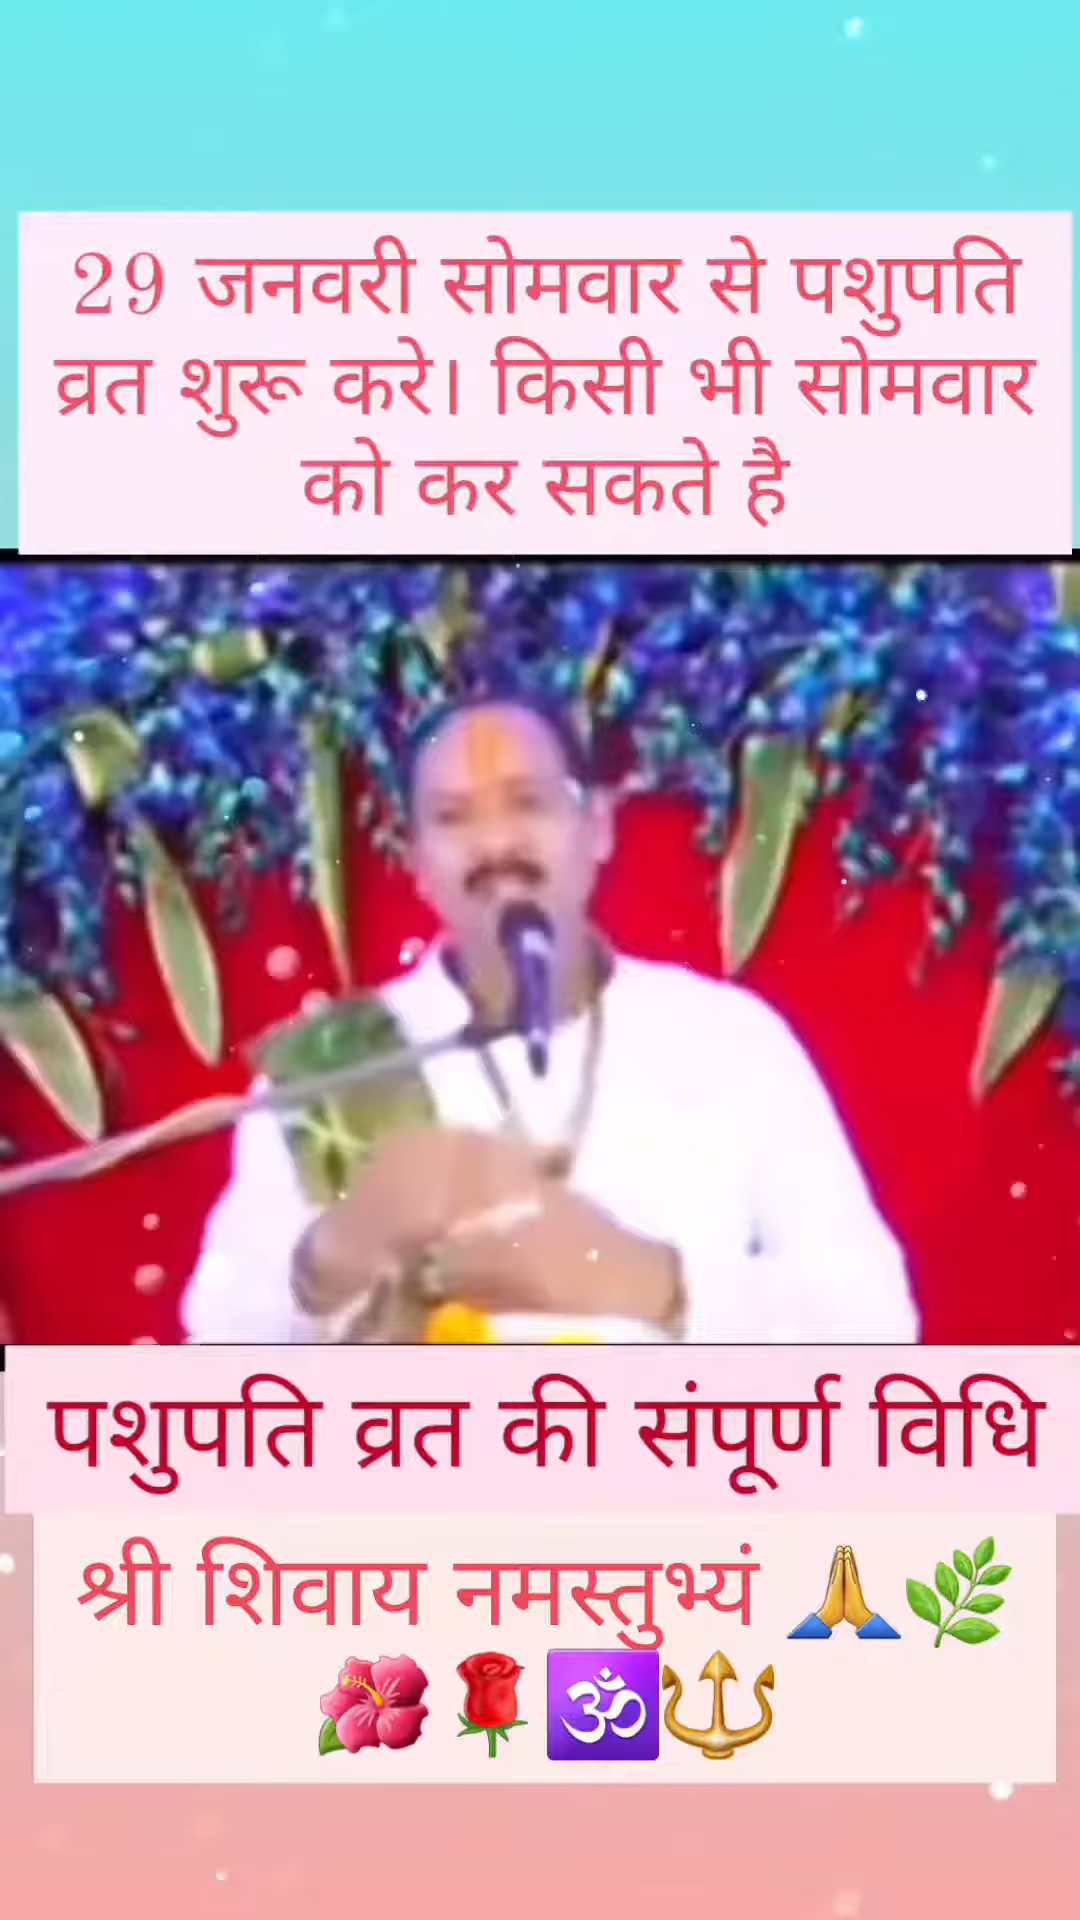 29 जनवरी सोमवार से पशुपति
व्रत शुरू करे। किसी भी सोमवार
को कर सकते है
पशुपति व्रत की संपूर्ण विधि
श्री शिवाय नमस्तुभ्यं 🙏🌿
🌺🌹🕉🔱